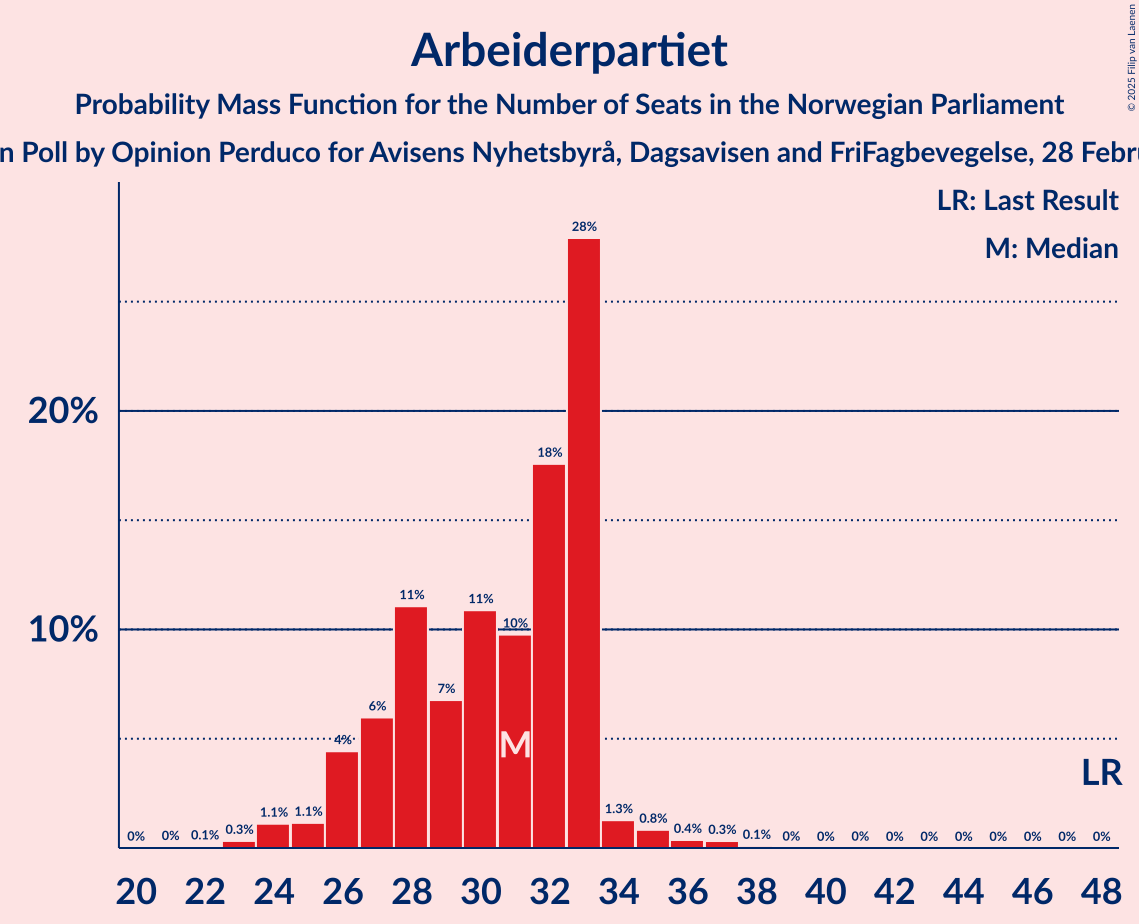 Arbeiderpartiet
Probability Mass Function for the Number of Seats in the Norwegian Parliament
Poll by Opinion Perduco for Avisens Nyhetsbyrå, Dagsavisen and FriFagbevegelse, 28
© 2025 Filip van Laenen
LR: Last Result
M: Median
28%
20%
18%
11% 11%
10% 10%
7%
6%
4%
M
LR
0% 0% 0.1% 0.3% 1.1% 1.1% 1.3% 0.8% 0.4% 0.3% 0.1% 0% 0% 0% 0% 0% 0% 0% 0% 0% 0%
20 22 24 26 28 30 32 34 36 38 40 42 44 46 48